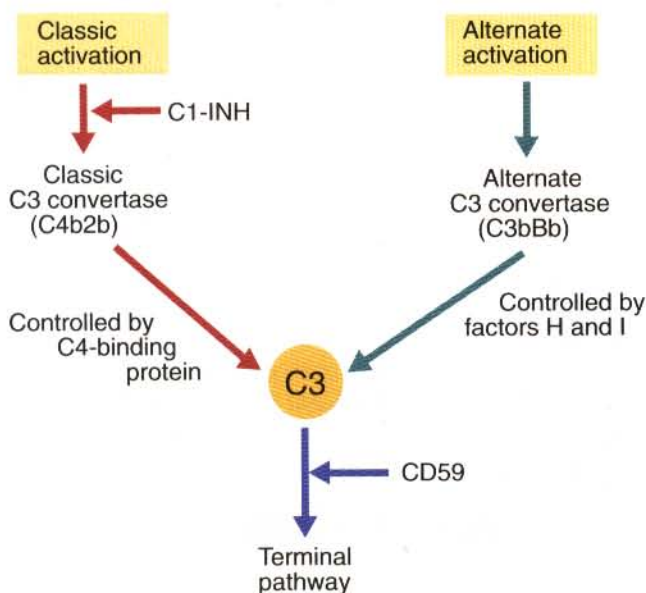 Classic
activation
Alternate
activation
C1-INH
Classic
C3 convertase
(C4b2b)
Alternate
C3 convertase
(C3bBb)
Controlled by
C4-binding
protein
Controlled by
factors H and I
C3
CD59
Terminal
pathway